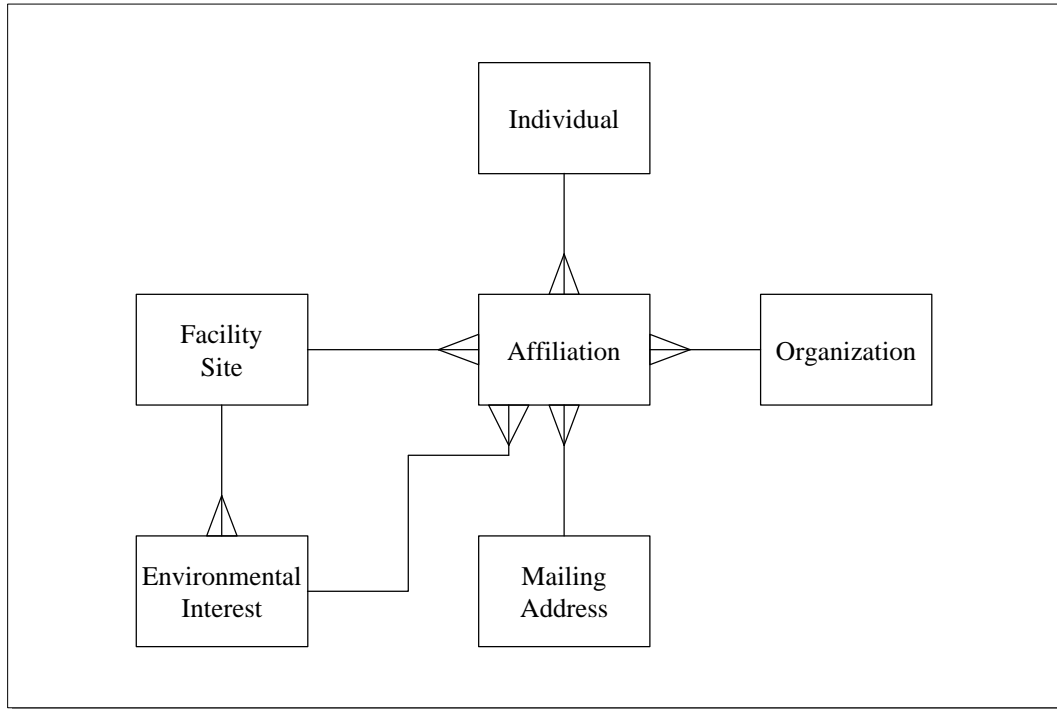 Individual
Facility
Site
Affiliation
Organization
Environmental
Interest
Mailing
Address